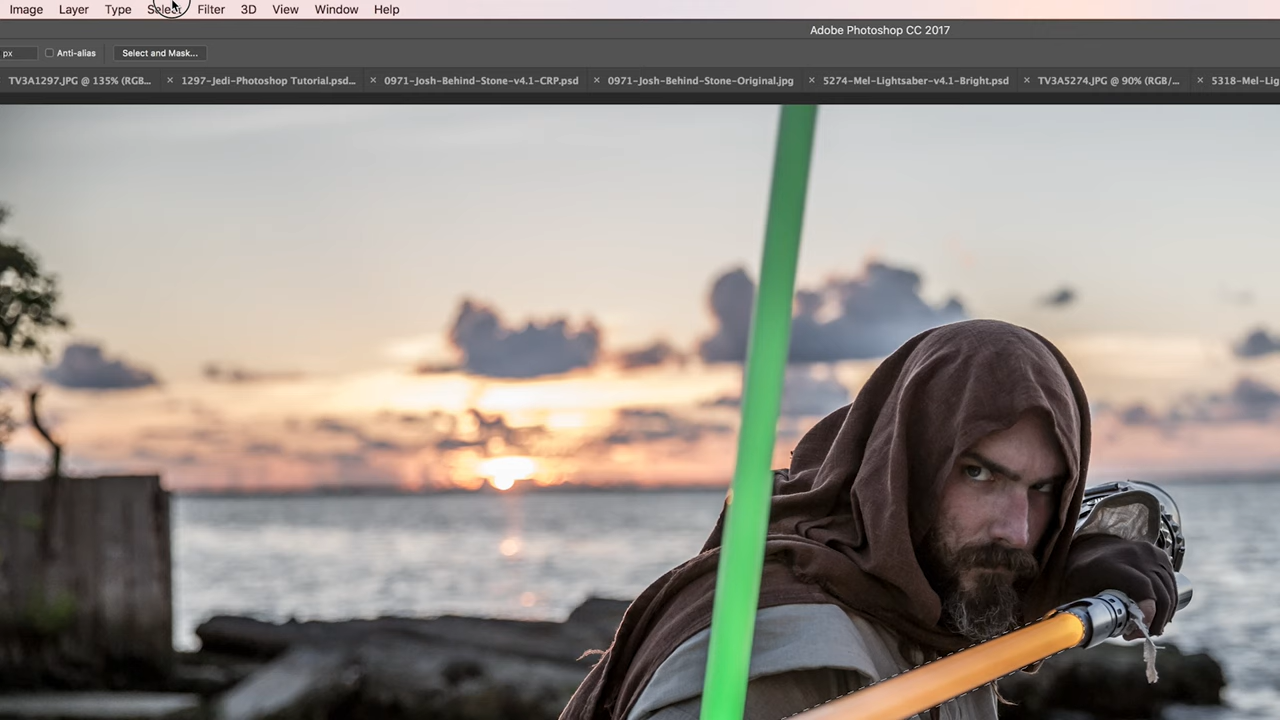 Image Layer Type Select Filter 3D View Window Help
Adobe Photoshop CC 2017
px Anti-alias Select and Mask...
TV3A1297.JPG @ 135% (RGB... × 1297-Jedi-Photoshop Tutorial.psd... × 0971-Josh-Behind-Stone-v4.1-CRP.psd × 0971-Josh-Behind-Stone-Original.jpg × 5274-Mel-Lightsaber-v4.1-Bright.psd × TV3A5274.JPG @ 90% (RGB/... × 5318-Mel-Lig